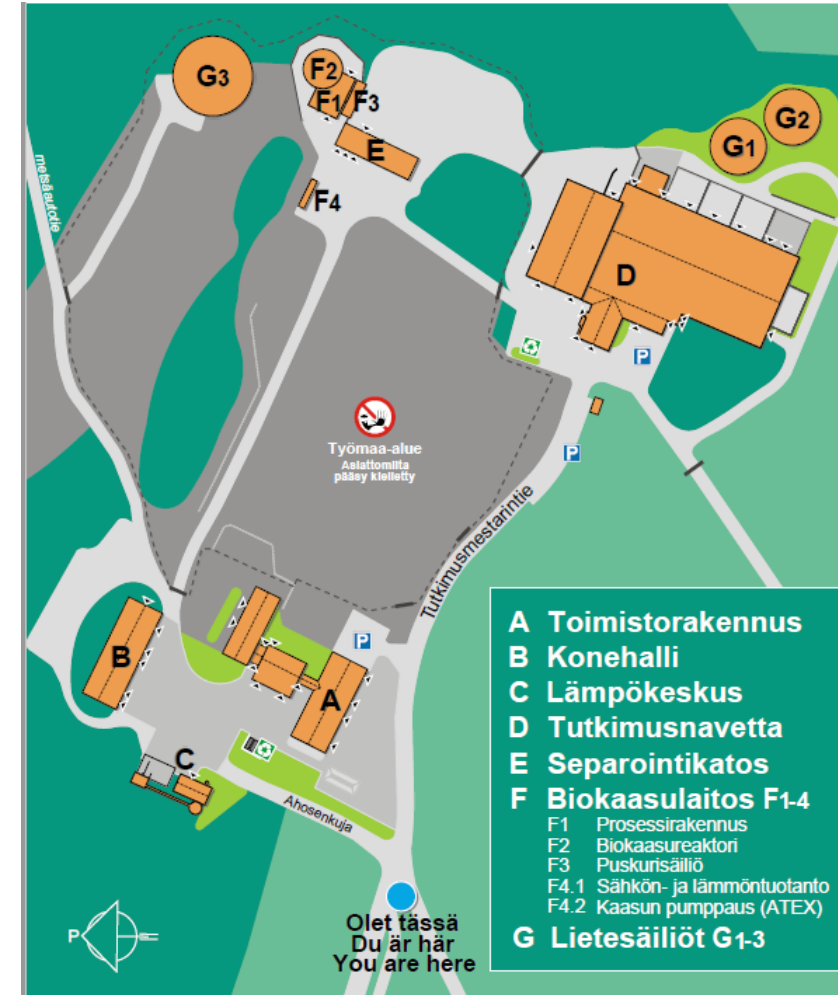 G3
F2
F1
F3
E
F4
G1
G2
D
P
P
metsäautotie
Työmaa-alue
Asiattomilta
pääsy kielletty
Tutkimusmestarintie
P
B
A
C
Ahosenkuja
Olet tässä
Du är här
You are here
P
A Toimistorakennus
B Konehalli
C Lämpökeskus
D Tutkimusnavetta
E Separointikatos
F Biokaasulaitos F1-4
F1 Prosessirakennus
F2 Biokaasureaktori
F3 Puskurisäiliö
F4.1 Sähkön- ja lämmöntuotanto
F4.2 Kaasun pumppaus (ATEX)
G Lietesäiliöt G1-3